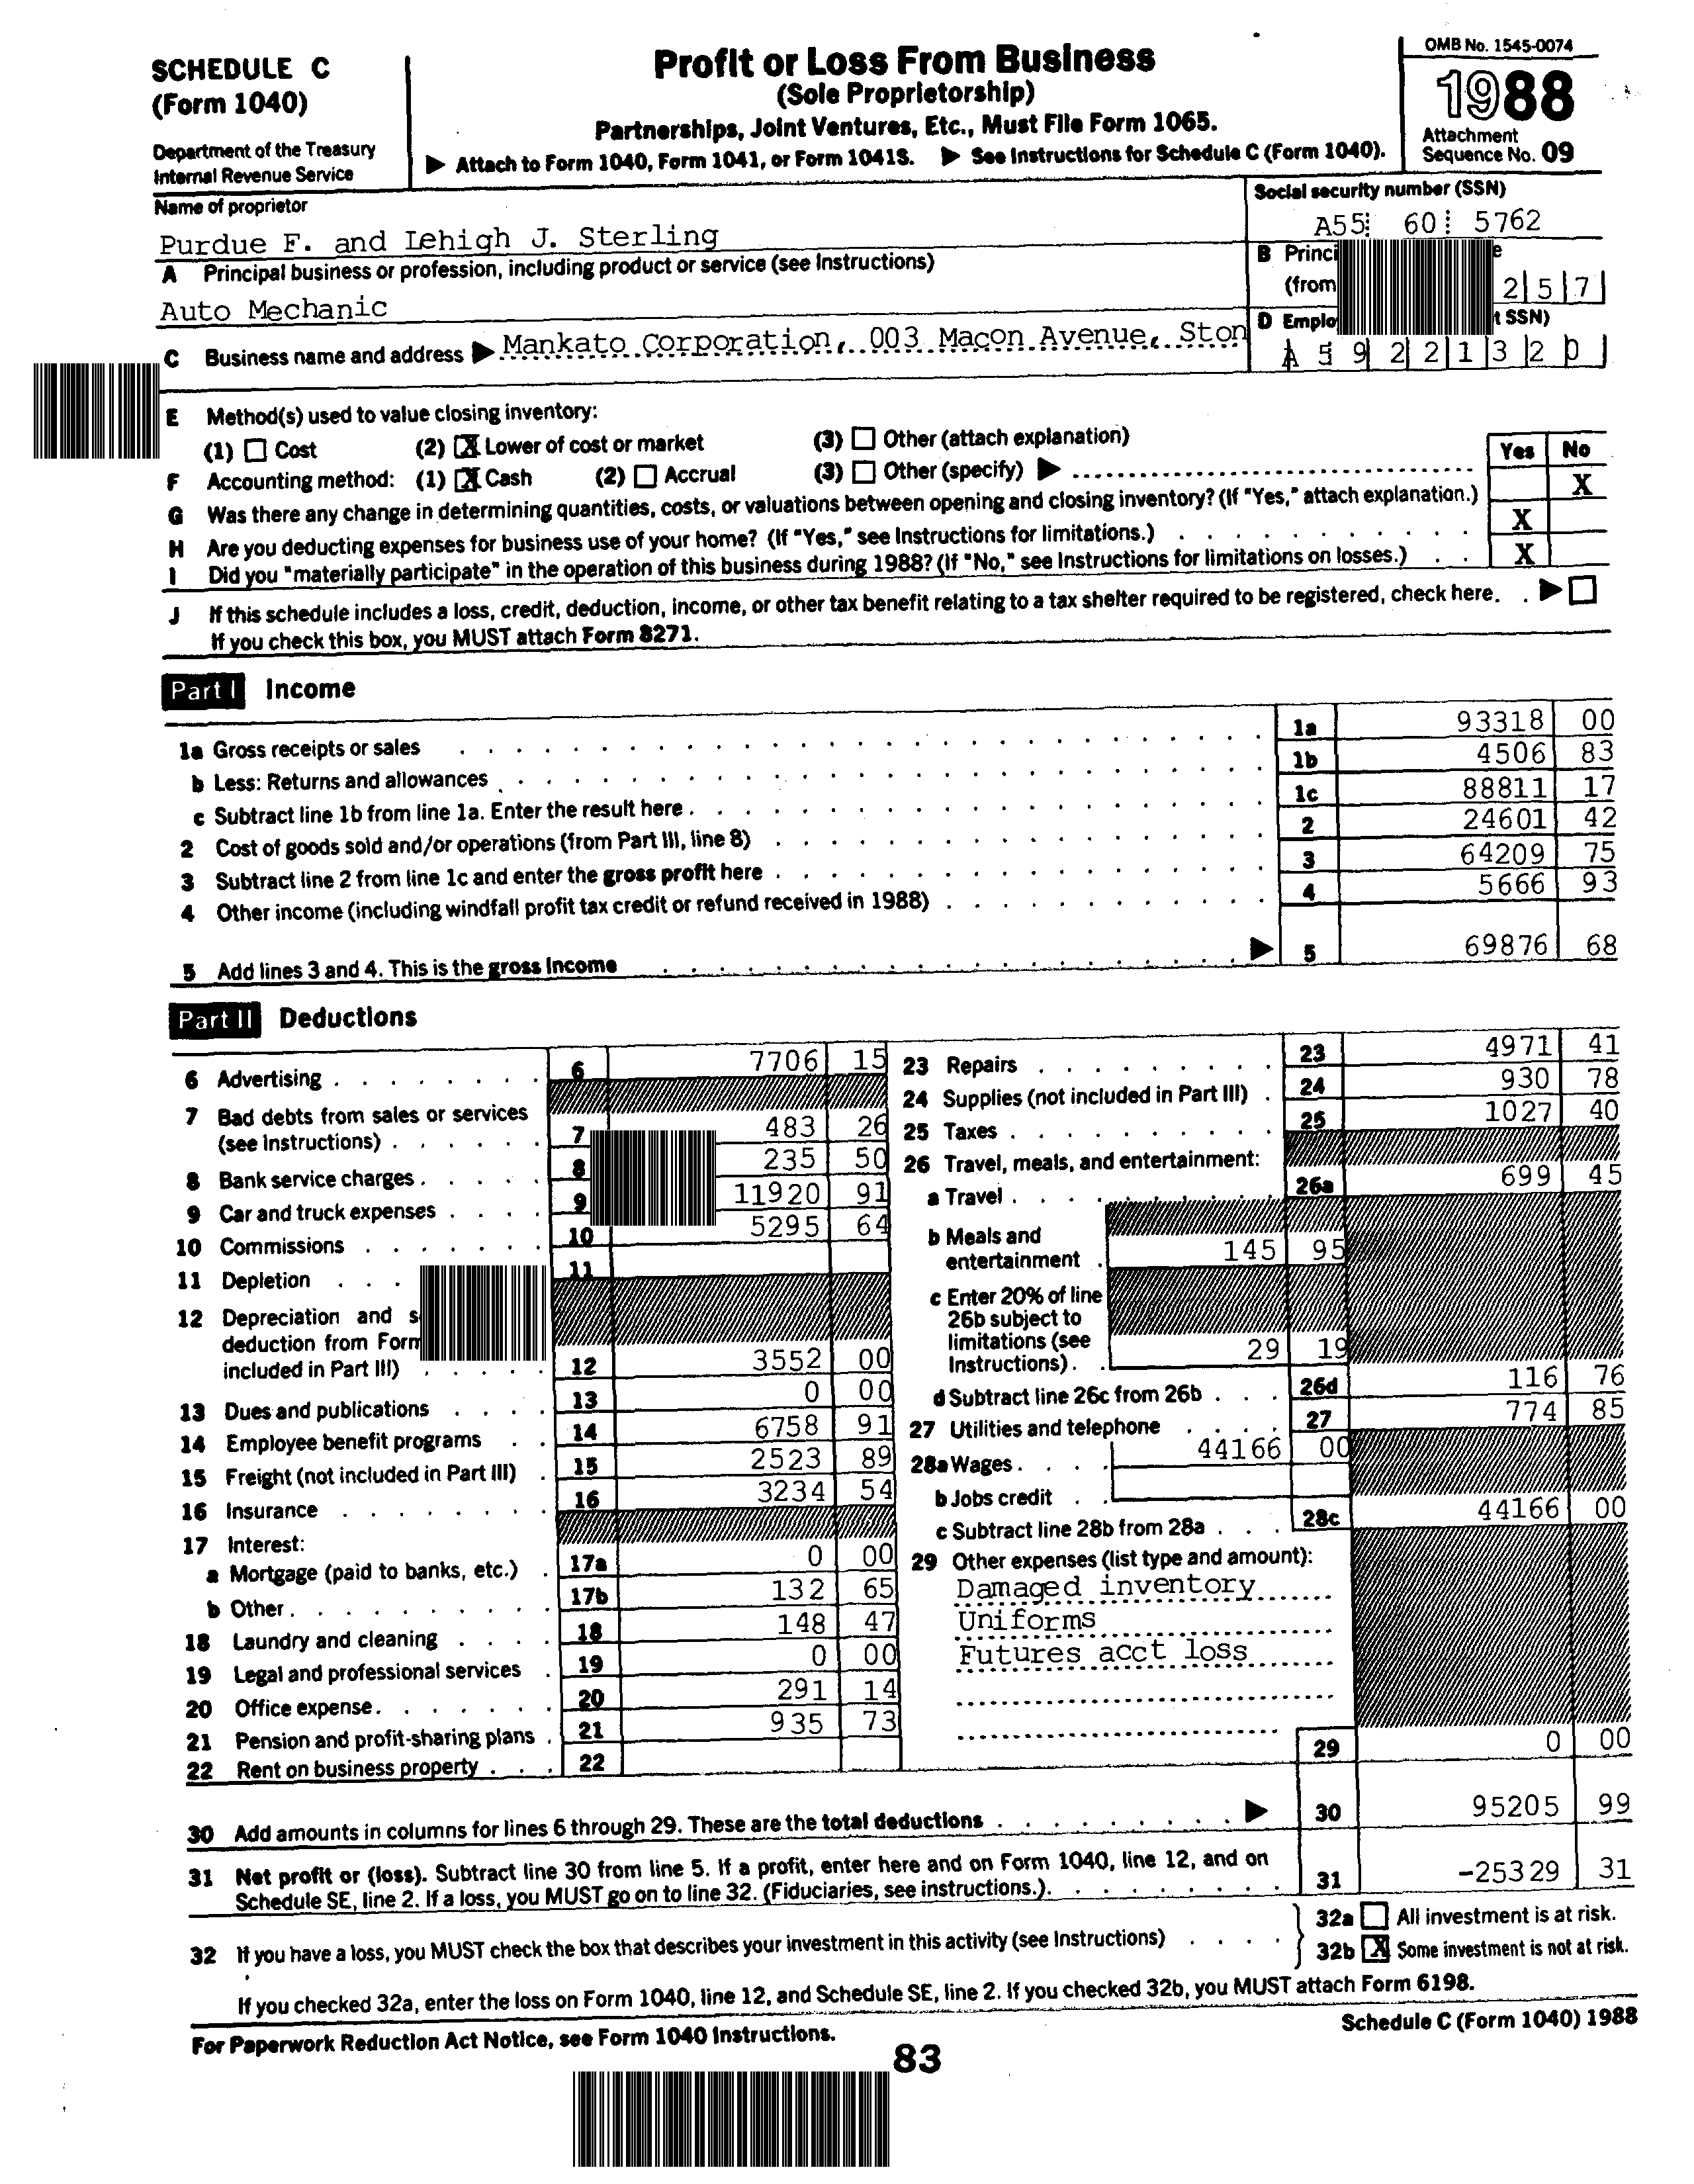 SCHEDULE C
(Form 1040)
Department of the Treasury
Internal Revenue Service
Profit or Loss From Business
(Sole Proprietorship)
Partnerships, Joint Ventures, Etc., Must File Form 1065.
▶ Attach to Form 1040, Form 1041, or Form 1041S. ▶ See Instructions for Schedule C (Form 1040).
OMB No. 1545-0074
1988
Attachment
Sequence No. 09
Name of proprietor
Purdue F. and Lehigh J. Sterling
Social security number (SSN)
A55 60 5762
A Principal business or profession, including product or service (see Instructions)
Auto Mechanic
B Princi
(from 2 5 7
C Business name and address ▶ Mankato Corporation, 003 Macon Avenue, Ston
D Emplo t SSN)
A 5 9 2 2 1 3 2 0
E Method(s) used to value closing inventory:
(1) Cost (2) X Lower of cost or market (3) Other (attach explanation)
F Accounting method: (1) X Cash (2) Accrual (3) Other (specify) ▶
Yes No
G Was there any change in determining quantities, costs, or valuations between opening and closing inventory? (If "Yes," attach explanation.) X
H Are you deducting expenses for business use of your home? (If "Yes," see Instructions for limitations.) X
I Did you "materially participate" in the operation of this business during 1988? (If "No," see Instructions for limitations on losses.) X
J If this schedule includes a loss, credit, deduction, income, or other tax benefit relating to a tax shelter required to be registered, check here. ▶
If you check this box, you MUST attach Form 8271.
Part I Income
1a Gross receipts or sales 1a 93318 00
b Less: Returns and allowances 1b 4506 83
c Subtract line 1b from line 1a. Enter the result here 1c 88811 17
2 Cost of goods sold and/or operations (from Part III, line 8) 2 24601 42
3 Subtract line 2 from line 1c and enter the gross profit here 3 64209 75
4 Other income (including windfall profit tax credit or refund received in 1988) 4 5666 93
5 Add lines 3 and 4. This is the gross income ▶ 5 69876 68
Part II Deductions
6 Advertising 6 7706 15
7 Bad debts from sales or services
(see Instructions) 7 483 26
8 Bank service charges 8 235 50
9 Car and truck expenses 9 11920 91
10 Commissions 10 5295 64
11 Depletion 11
12 Depreciation and s
deduction from Form
included in Part III) 12 3552 00
13 Dues and publications 13 0 00
14 Employee benefit programs 14 6758 91
15 Freight (not included in Part III) 15 2523 89
16 Insurance 16 3234 54
17 Interest:
a Mortgage (paid to banks, etc.) 17a 0 00
b Other 17b 132 65
18 Laundry and cleaning 18 148 47
19 Legal and professional services 19 0 00
20 Office expense 20 291 14
21 Pension and profit-sharing plans 21 935 73
22 Rent on business property 22
23 Repairs 23 4971 41
24 Supplies (not included in Part III) 24 930 78
25 Taxes 25 1027 40
26 Travel, meals, and entertainment:
a Travel 26a 699 45
b Meals and
entertainment 145 95
c Enter 20% of line
26b subject to
limitations (see
Instructions) 29 19
d Subtract line 26c from 26b 26d 116 76
27 Utilities and telephone 27 774 85
28a Wages 44166 00
b Jobs credit
c Subtract line 28b from 28a 28c 44166 00
29 Other expenses (list type and amount):
Damaged inventory
Uniforms
Futures acct loss
29 0 00
30 Add amounts in columns for lines 6 through 29. These are the total deductions ▶ 30 95205 99
31 Net profit or (loss). Subtract line 30 from line 5. If a profit, enter here and on Form 1040, line 12, and on
Schedule SE, line 2. If a loss, you MUST go on to line 32. (Fiduciaries, see instructions.) 31 -25329 31
32 If you have a loss, you MUST check the box that describes your investment in this activity (see Instructions)
32a All investment is at risk.
32b X Some investment is not at risk.
If you checked 32a, enter the loss on Form 1040, line 12, and Schedule SE, line 2. If you checked 32b, you MUST attach Form 6198.
For Paperwork Reduction Act Notice, see Form 1040 Instructions.
Schedule C (Form 1040) 1988
83